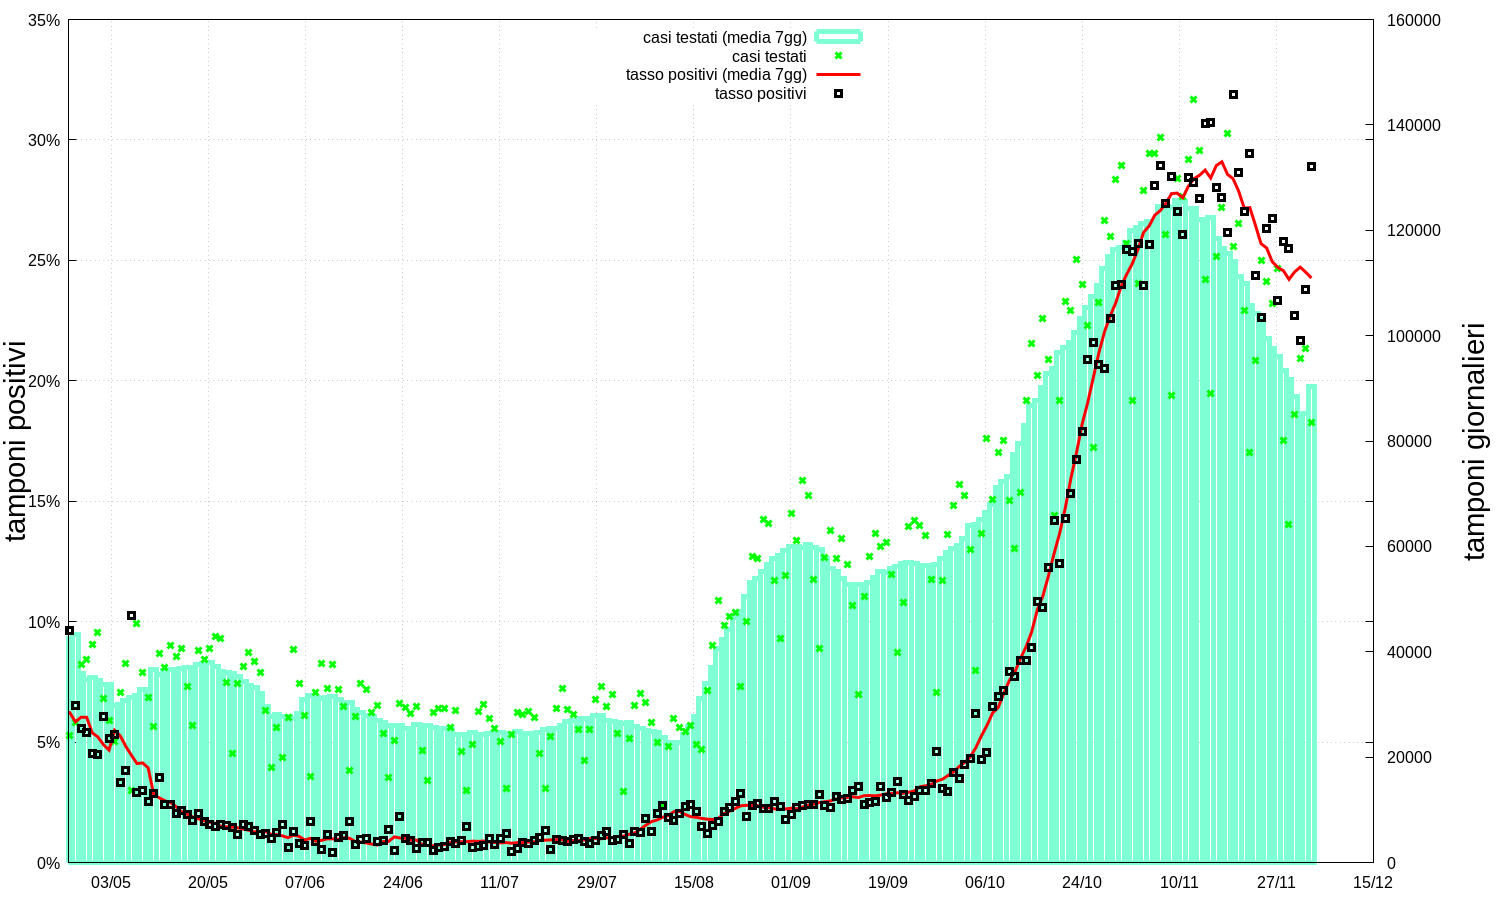 casi testati (media 7gg)
casi testati
tasso positivi (media 7gg)
tasso positivi
tamponi positivi
35%
30%
25%
20%
15%
10%
5%
0%
160000
140000
120000
100000
80000
60000
40000
20000
0
tamponi giornalieri
03/05 20/05 07/06 24/06 11/07 29/07 15/08 01/09 19/09 06/10 24/10 10/11 27/11 15/12